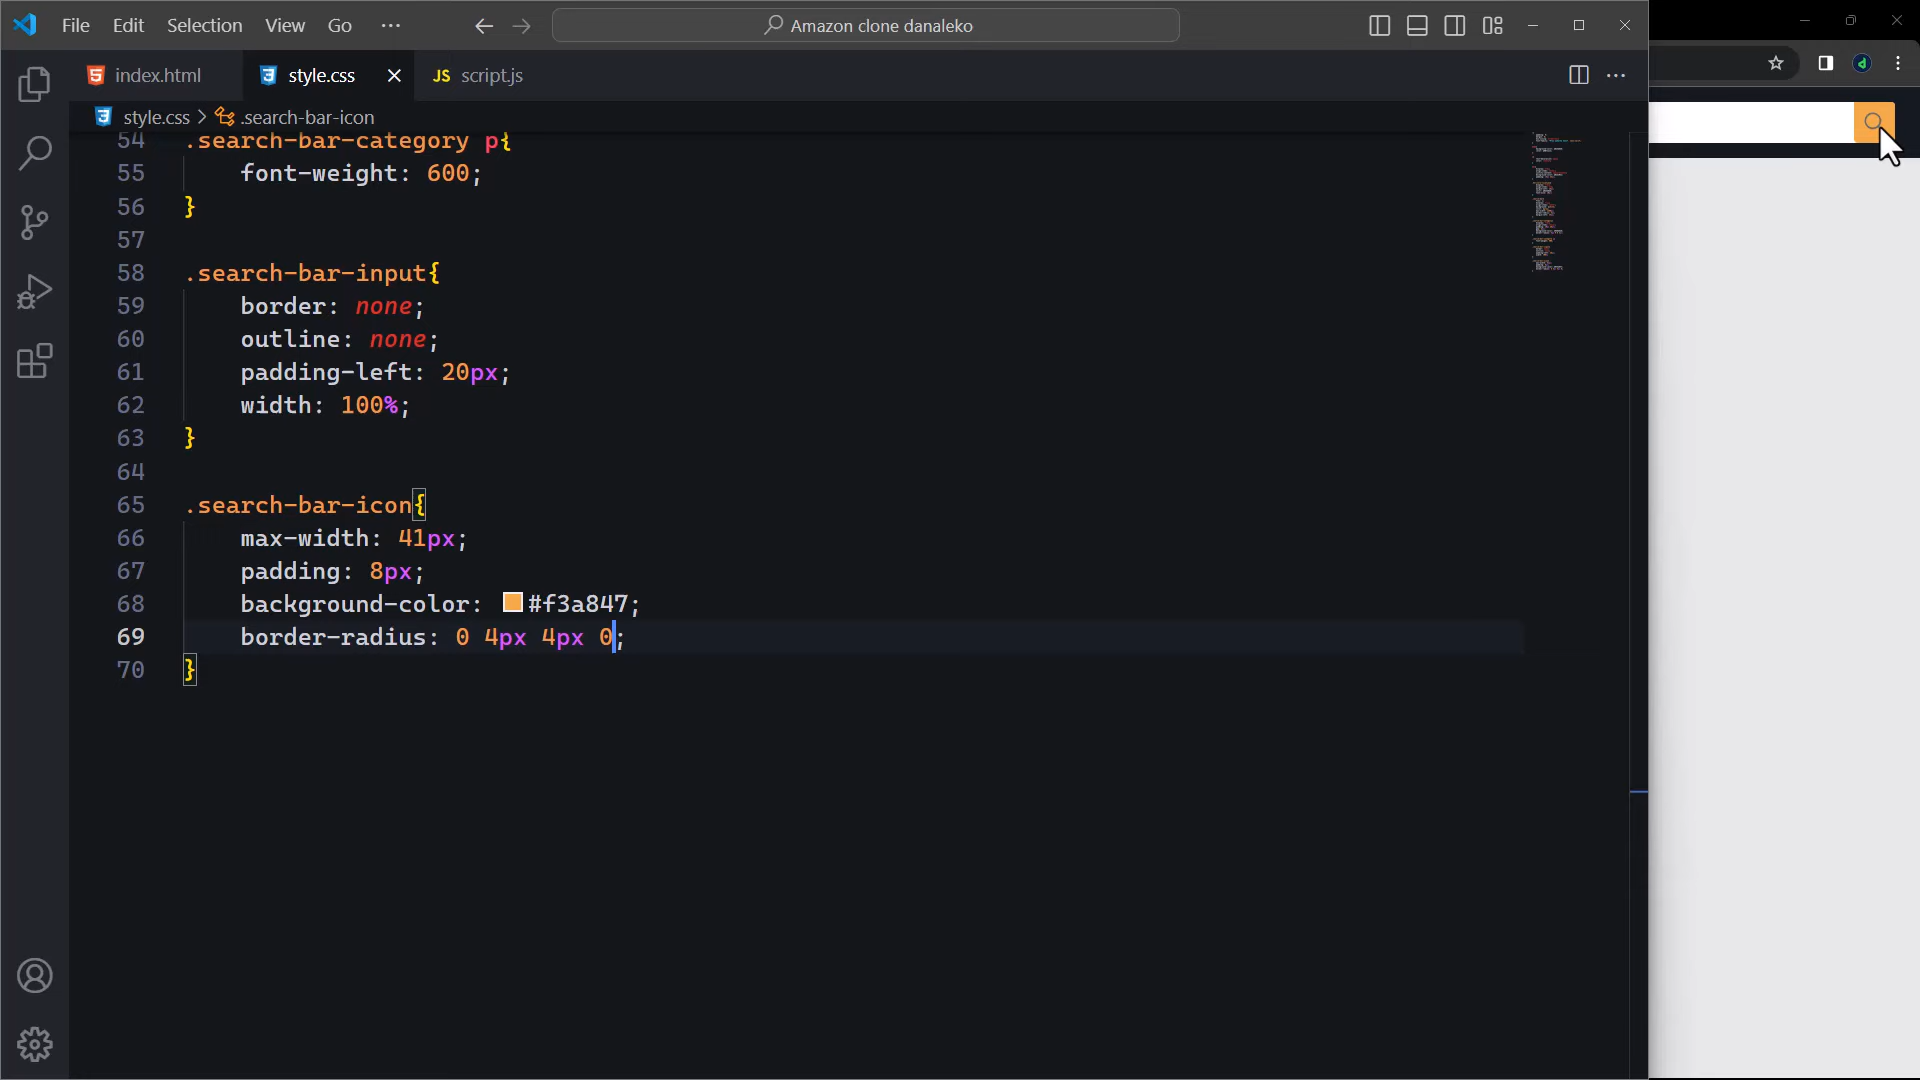 File Edit Selection View Go ··· Amazon clone danaleko
index.html style.css JS script.js
style.css > .search-bar-icon
54 .search-bar-category p{
55 font-weight: 600;
56 }
57
58 .search-bar-input{
59 border: none;
60 outline: none;
61 padding-left: 20px;
62 width: 100%;
63 }
64
65 .search-bar-icon{
66 max-width: 41px;
67 padding: 8px;
68 background-color: #f3a847;
69 border-radius: 0 4px 4px 0;
70 }
d